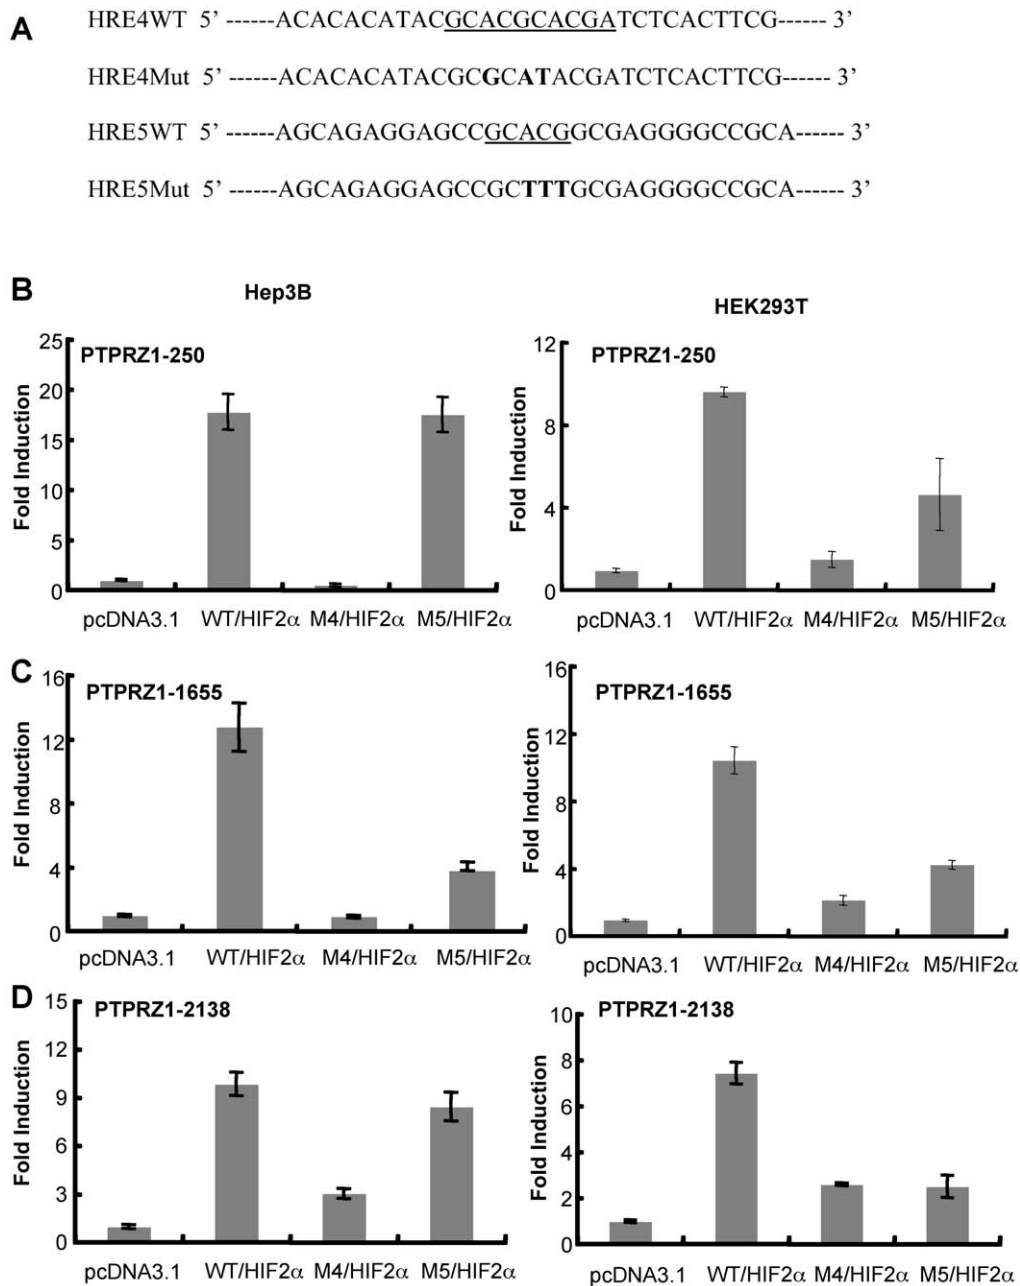 A
HRE4WT 5’ ------ACACACATACGCACGCACGATCTCACTTCG------ 3’
HRE4Mut 5’ ------ACACACATACGCGCATACGATCTCACTTCG------ 3’
HRE5WT 5’ ------AGCAGAGGAGCCGCACGGCGAGGGGCCGCA------ 3’
HRE5Mut 5’ ------AGCAGAGGAGCCGCTTTGCGAGGGGCCGCA------ 3’
B
Hep3B
HEK293T
PTPRZ1-250
Fold Induction
25
20
15
10
5
0
pcDNA3.1 WT/HIF2α M4/HIF2α M5/HIF2α
PTPRZ1-250
Fold Induction
12
8
4
0
pcDNA3.1 WT/HIF2α M4/HIF2α M5/HIF2α
C
PTPRZ1-1655
Fold Induction
16
12
8
4
0
pcDNA3.1 WT/HIF2α M4/HIF2α M5/HIF2α
PTPRZ1-1655
Fold Induction
16
12
8
4
0
pcDNA3.1 WT/HIF2α M4/HIF2α M5/HIF2α
D
PTPRZ1-2138
Fold Induction
15
12
9
6
3
0
pcDNA3.1 WT/HIF2α M4/HIF2α M5/HIF2α
PTPRZ1-2138
Fold Induction
10
8
6
4
2
0
pcDNA3.1 WT/HIF2α M4/HIF2α M5/HIF2α